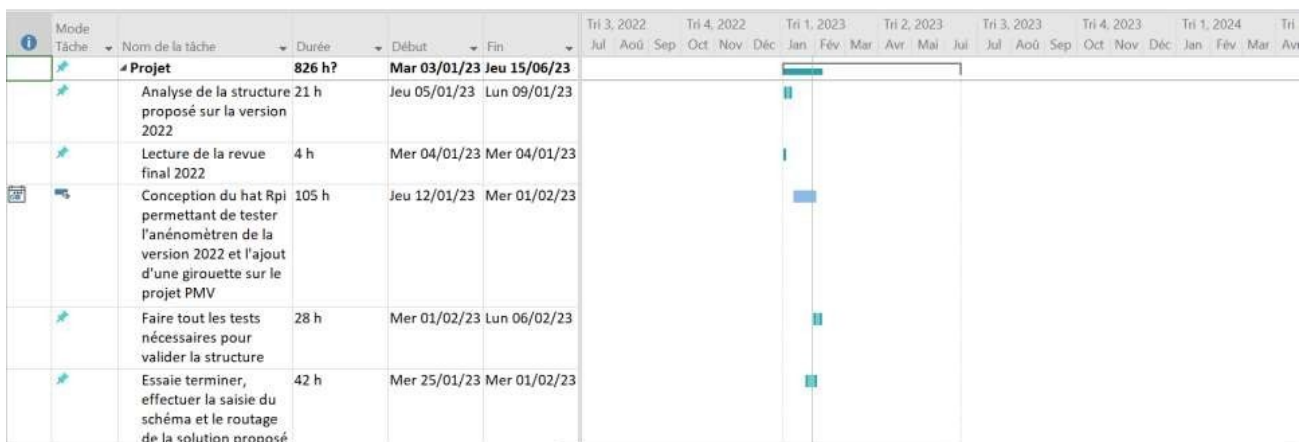 Tri 3, 2022 Tri 4, 2022 Tri 1, 2023 Tri 2, 2023 Tri 3, 2023 Tri 4, 2023 Tri 1, 2024 Tri
Mode Tâche Nom de la tâche Durée Début Fin Jul Aoû Sep Oct Nov Déc Jan Fév Mar Avr Mai Jui Jul Aoû Sep Oct Nov Déc Jan Fév Mar Avr
Projet 826 h? Mar 03/01/23 Jeu 15/06/23
Analyse de la structure 21 h Jeu 05/01/23 Lun 09/01/23
proposé sur la version
2022
Lecture de la revue 4 h Mer 04/01/23 Mer 04/01/23
final 2022
Conception du hat Rpi 105 h Jeu 12/01/23 Mer 01/02/23
permettant de tester
l'anénomètren de la
version 2022 et l'ajout
d'une girouette sur le
projet PMV
Faire tout les tests 28 h Mer 01/02/23 Lun 06/02/23
nécessaires pour
valider la structure
Essaie terminer, 42 h Mer 25/01/23 Mer 01/02/23
effectuer la saisie du
schéma et le routage
de la solution proposé